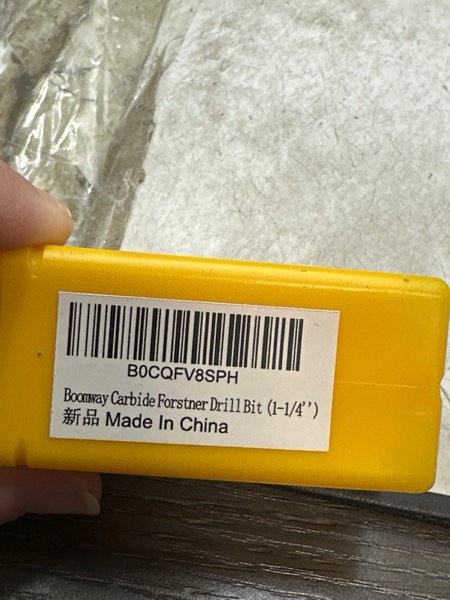 B0CQFV8SPH
Boomway Carbide Forstner Drill Bit (1-1/4'')
新品 Made In China